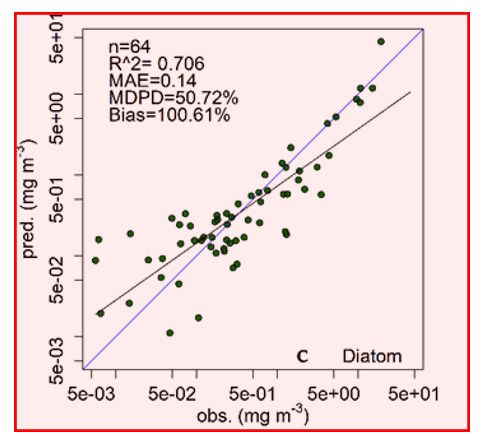 n=64
R^2= 0.706
MAE=0.14
MDPD=50.72%
Bias=100.61%
5e+01
5e+00
5e-01
5e-02
5e-03
pred. (mg m⁻³)
C Diatom
5e-03 5e-02 5e-01 5e+00 5e+01
obs. (mg m⁻³)